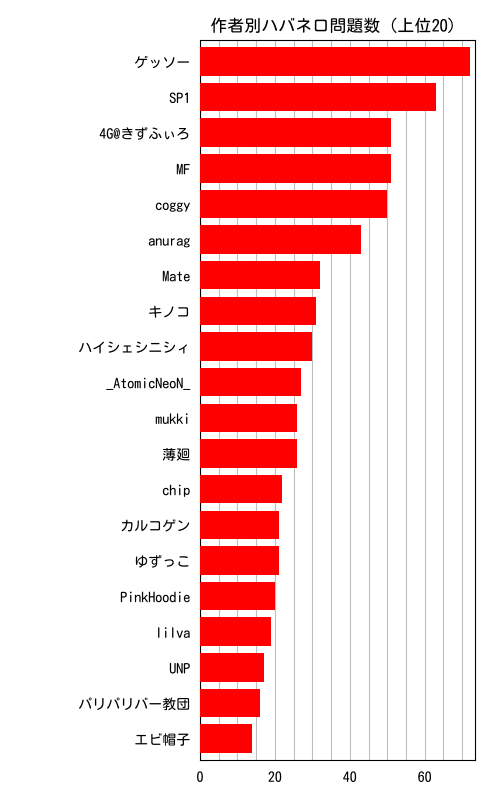 作者別ハバネロ問題数 (上位20)
ゲッソー
SP1
4G@きずふぃろ
MF
coggy
anurag
Mate
キノコ
ハイシェシニシィ
_AtomicNeoN_
mukki
薄廻
chip
カルコゲン
ゆずっこ
PinkHoodie
lilva
UNP
パリパリバー教団
エビ帽子
0 20 40 60